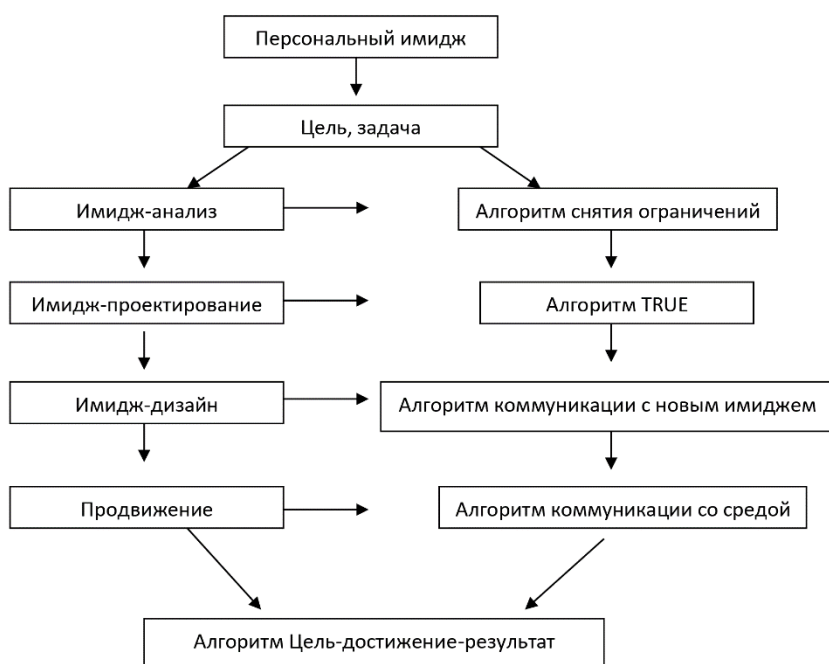 Персональный имидж
Цель, задача
Имидж-анализ
Алгоритм снятия ограничений
Имидж-проектирование
Алгоритм TRUE
Имидж-дизайн
Алгоритм коммуникации с новым имиджем
Продвижение
Алгоритм коммуникации со средой
Алгоритм Цель-достижение-результат